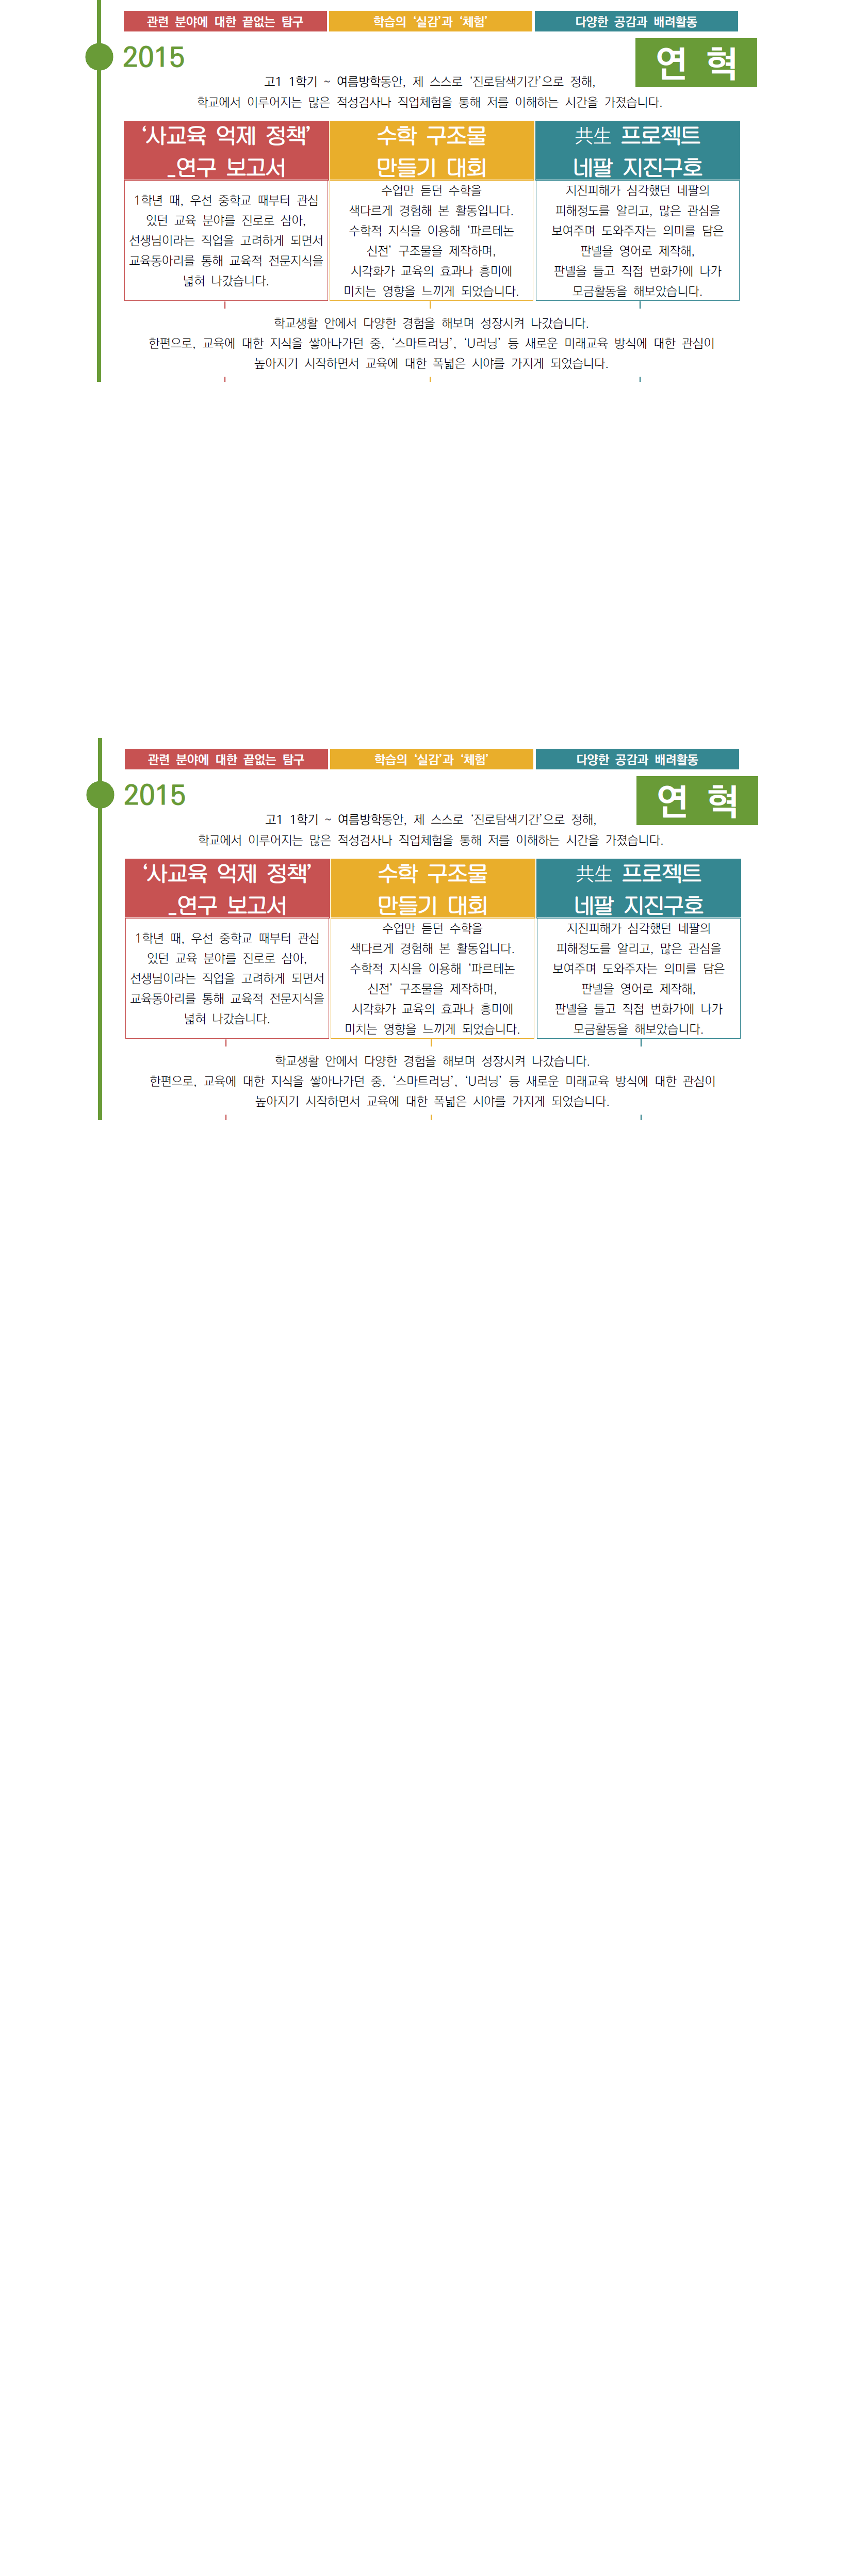 관련 분야에 대한 끝없는 탐구
학습의 ‘실감’과 ‘체험’
다양한 공감과 배려활동
2015
연 혁
고1 1학기 ~ 여름방학동안, 제 스스로 ‘진로탐색기간’으로 정해,
학교에서 이루어지는 많은 적성검사나 직업체험을 통해 저를 이해하는 시간을 가졌습니다.
‘사교육 억제 정책’
_연구 보고서
1학년 때, 우선 중학교 때부터 관심
있던 교육 분야를 진로로 삼아,
선생님이라는 직업을 고려하게 되면서
교육동아리를 통해 교육적 전문지식을
넓혀 나갔습니다.
수학 구조물
만들기 대회
수업만 듣던 수학을
색다르게 경험해 본 활동입니다.
수학적 지식을 이용해 ‘파르테논
신전’ 구조물을 제작하며,
시각화가 교육의 효과나 흥미에
미치는 영향을 느끼게 되었습니다.
共生 프로젝트
네팔 지진구호
지진피해가 심각했던 네팔의
피해정도를 알리고, 많은 관심을
보여주며 도와주자는 의미를 담은
판넬을 영어로 제작해,
판넬을 들고 직접 번화가에 나가
모금활동을 해보았습니다.
학교생활 안에서 다양한 경험을 해보며 성장시켜 나갔습니다.
한편으로, 교육에 대한 지식을 쌓아나가던 중, ‘스마트러닝’, ‘U러닝’ 등 새로운 미래교육 방식에 대한 관심이
높아지기 시작하면서 교육에 대한 폭넓은 시야를 가지게 되었습니다.
관련 분야에 대한 끝없는 탐구
학습의 ‘실감’과 ‘체험’
다양한 공감과 배려활동
2015
연 혁
고1 1학기 ~ 여름방학동안, 제 스스로 ‘진로탐색기간’으로 정해,
학교에서 이루어지는 많은 적성검사나 직업체험을 통해 저를 이해하는 시간을 가졌습니다.
‘사교육 억제 정책’
_연구 보고서
1학년 때, 우선 중학교 때부터 관심
있던 교육 분야를 진로로 삼아,
선생님이라는 직업을 고려하게 되면서
교육동아리를 통해 교육적 전문지식을
넓혀 나갔습니다.
수학 구조물
만들기 대회
수업만 듣던 수학을
색다르게 경험해 본 활동입니다.
수학적 지식을 이용해 ‘파르테논
신전’ 구조물을 제작하며,
시각화가 교육의 효과나 흥미에
미치는 영향을 느끼게 되었습니다.
共生 프로젝트
네팔 지진구호
지진피해가 심각했던 네팔의
피해정도를 알리고, 많은 관심을
보여주며 도와주자는 의미를 담은
판넬을 영어로 제작해,
판넬을 들고 직접 번화가에 나가
모금활동을 해보았습니다.
학교생활 안에서 다양한 경험을 해보며 성장시켜 나갔습니다.
한편으로, 교육에 대한 지식을 쌓아나가던 중, ‘스마트러닝’, ‘U러닝’ 등 새로운 미래교육 방식에 대한 관심이
높아지기 시작하면서 교육에 대한 폭넓은 시야를 가지게 되었습니다.